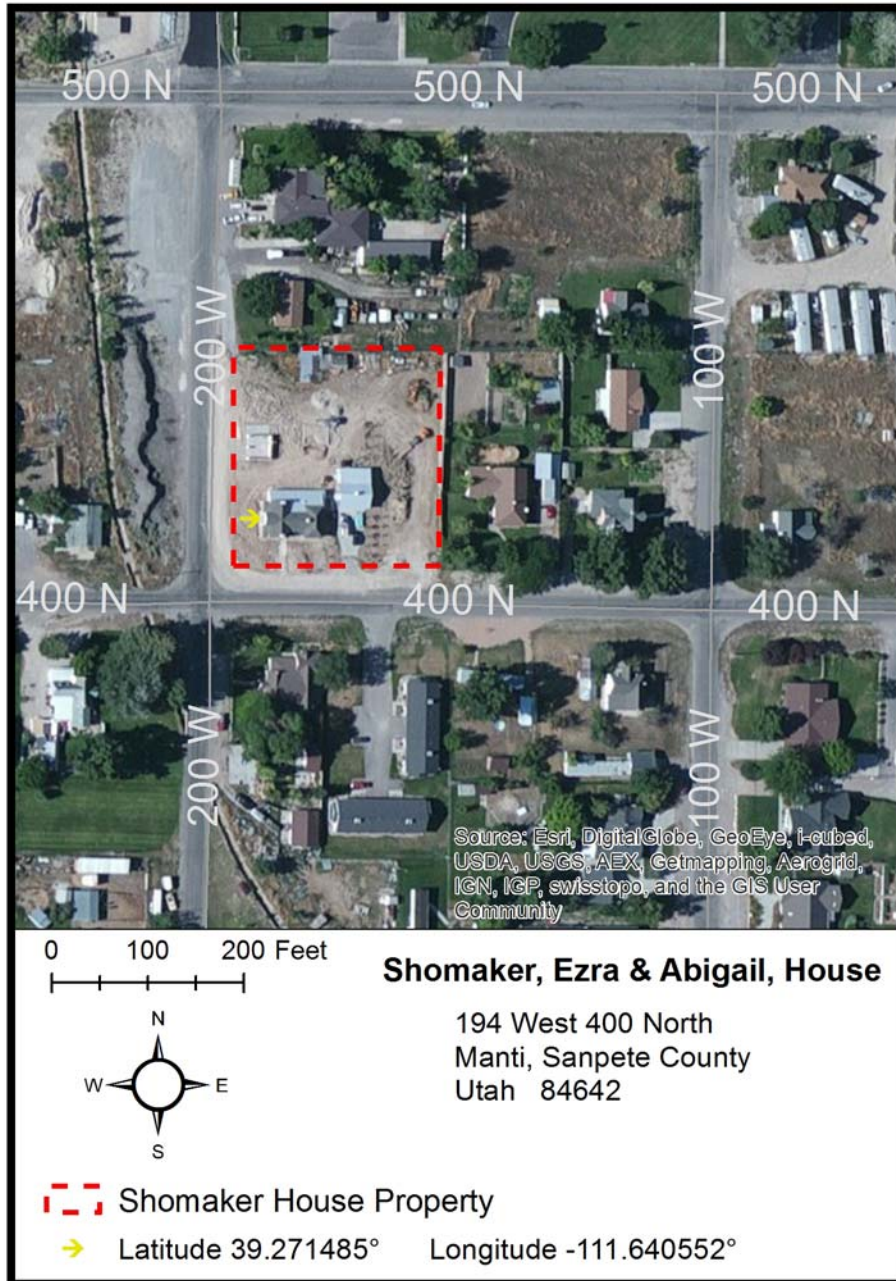 500 N 500 N 500 N
200 W 100 W
400 N 400 N 400 N
200 W 100 W
Source: Esri, DigitalGlobe, GeoEye, i-cubed,
USDA, USGS, AEX, Getmapping, Aerogrid,
IGN, IGP, swisstopo, and the GIS User
Community
0 100 200 Feet
Shomaker, Ezra & Abigail, House
194 West 400 North
Manti, Sanpete County
Utah 84642
N
W E
S
Shomaker House Property
Latitude 39.271485° Longitude -111.640552°